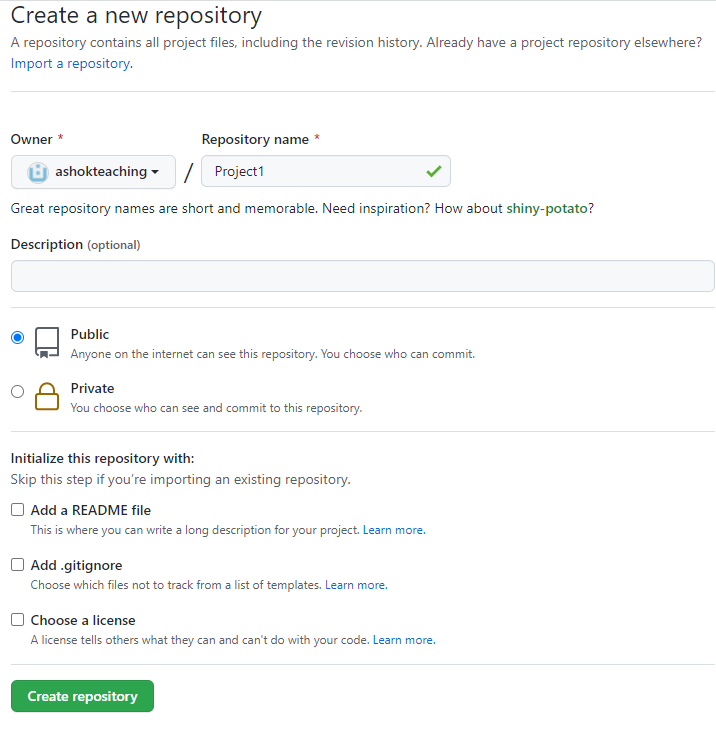 Create a new repository
A repository contains all project files, including the revision history. Already have a project repository elsewhere?
Import a repository.
Owner *
Repository name *
ashokteaching
/
Project1
Great repository names are short and memorable. Need inspiration? How about shiny-potato?
Description (optional)
Public
Anyone on the internet can see this repository. You choose who can commit.
Private
You choose who can see and commit to this repository.
Initialize this repository with:
Skip this step if you're importing an existing repository.
Add a README file
This is where you can write a long description for your project. Learn more.
Add .gitignore
Choose which files not to track from a list of templates. Learn more.
Choose a license
A license tells others what they can and can't do with your code. Learn more.
Create repository